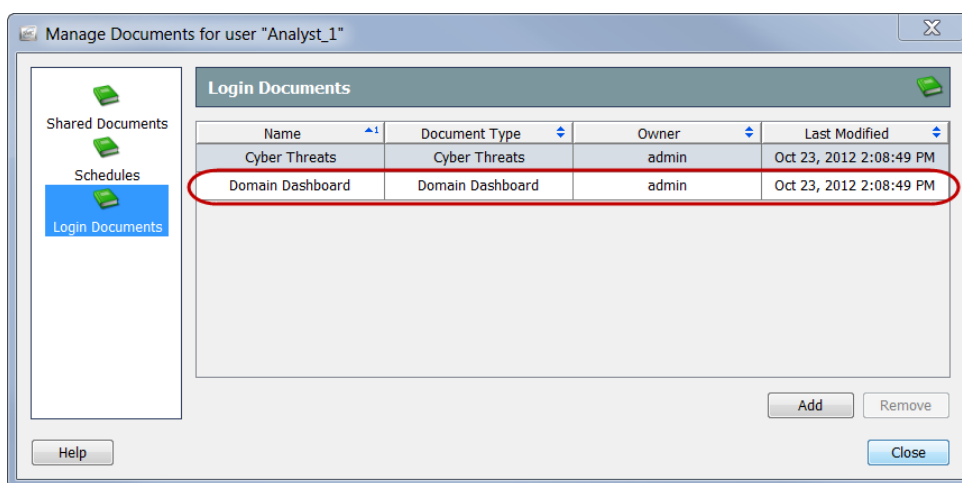 Manage Documents for user "Analyst_1"
Shared Documents
Schedules
Login Documents
Login Documents
Name 1 Document Type Owner Last Modified
Cyber Threats Cyber Threats admin Oct 23, 2012 2:08:49 PM
Domain Dashboard Domain Dashboard admin Oct 23, 2012 2:08:49 PM
Add Remove
Help Close